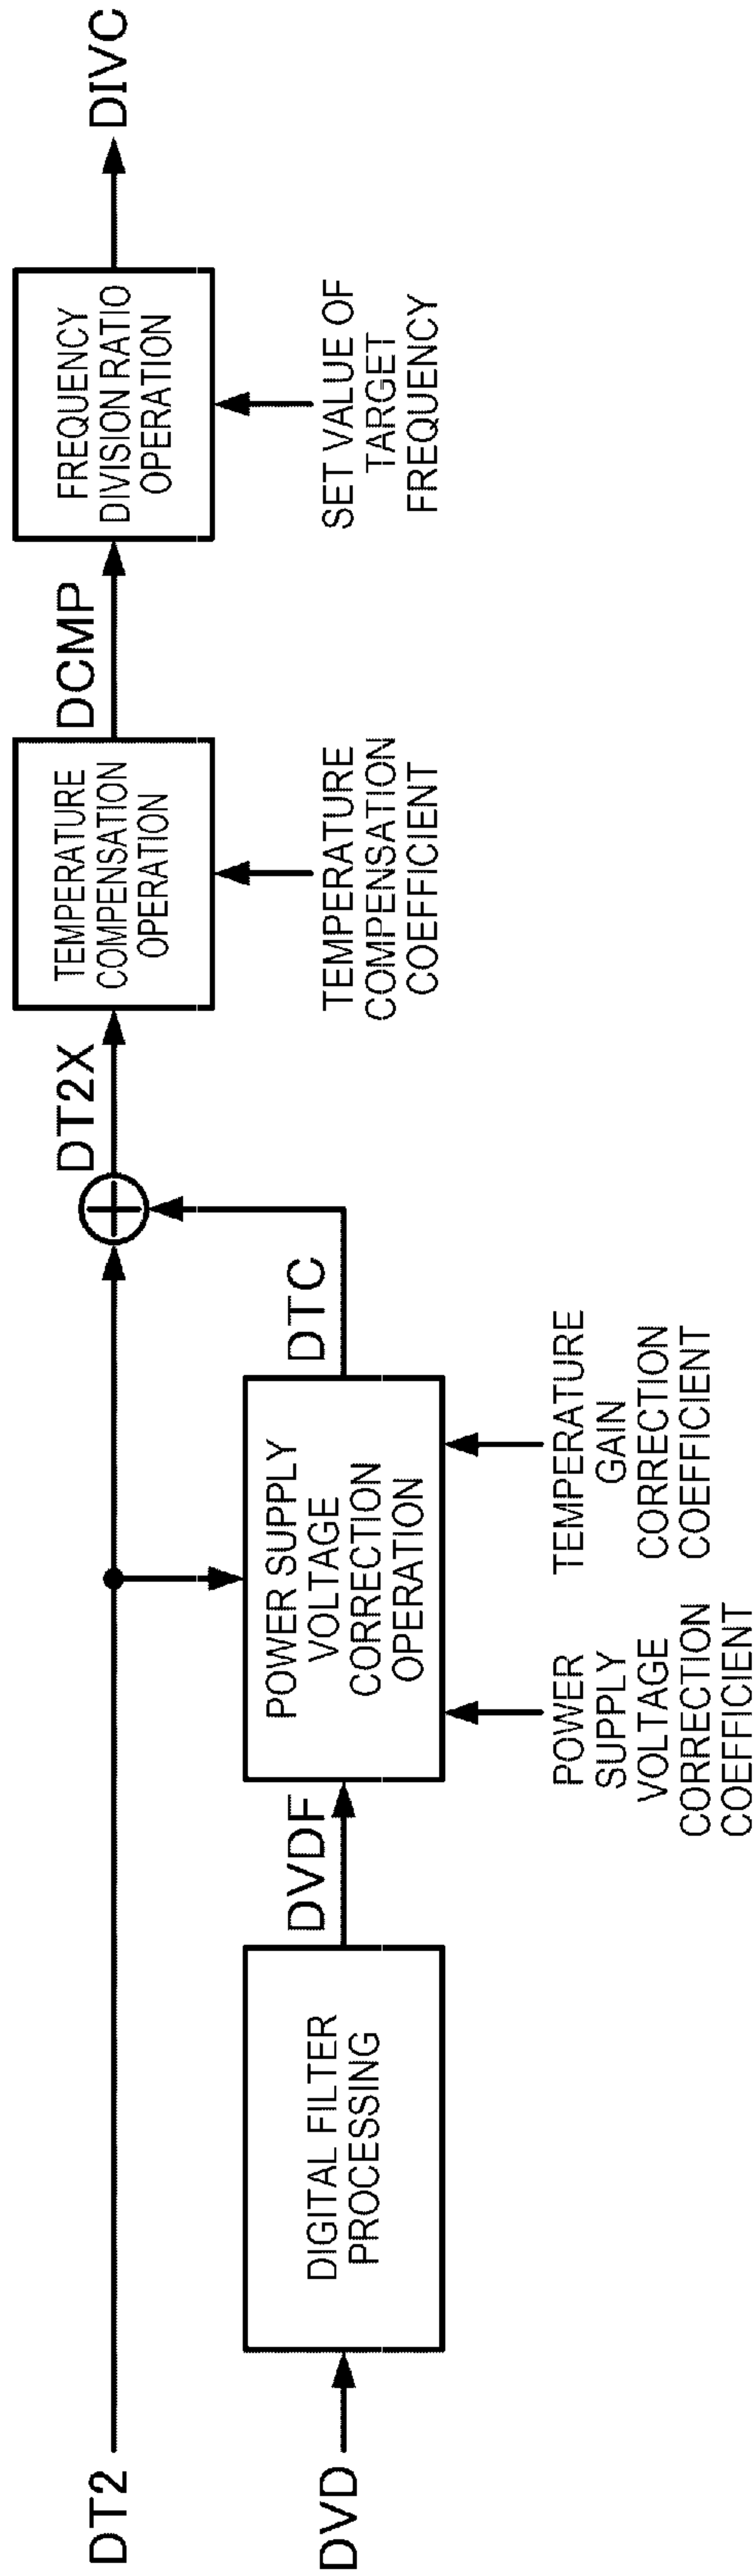 DT2
DVD
DIGITAL FILTER
PROCESSING
DVDF
POWER SUPPLY
VOLTAGE
CORRECTION
OPERATION
POWER
SUPPLY
VOLTAGE
CORRECTION
COEFFICIENT
TEMPERATURE
GAIN
CORRECTION
COEFFICIENT
DTC
DT2X
TEMPERATURE
COMPENSATION
OPERATION
TEMPERATURE
COMPENSATION
COEFFICIENT
DCMP
FREQUENCY
DIVISION RATIO
OPERATION
SET VALUE OF
TARGET
FREQUENCY
DIVC